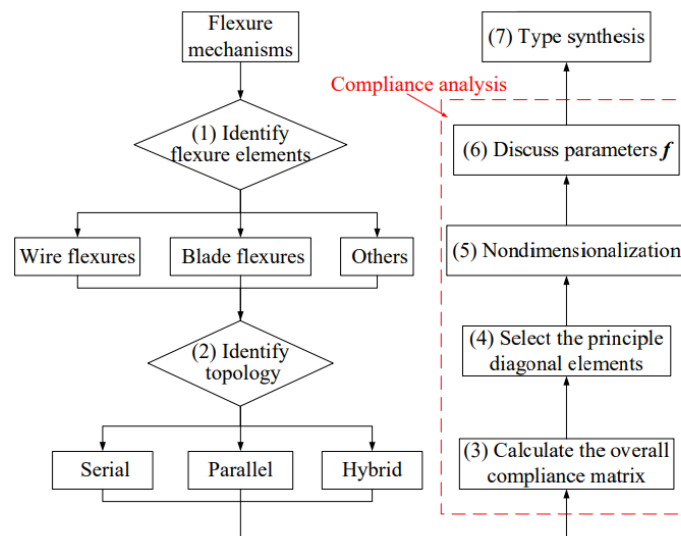 Flexure
mechanisms
(1) Identify
flexure elements
Wire flexures
Blade flexures
Others
(2) Identify
topology
Serial
Parallel
Hybrid
(7) Type synthesis
Compliance analysis
(6) Discuss parameters f
(5) Nondimensionalization
(4) Select the principle
diagonal elements
(3) Calculate the overall
compliance matrix